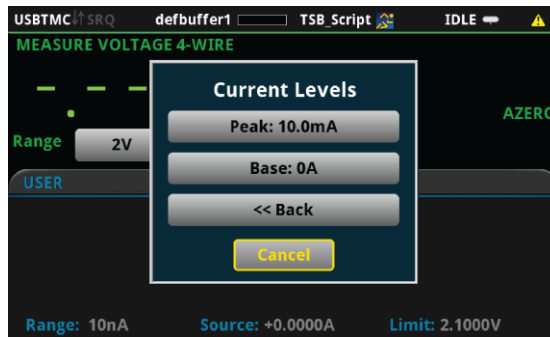 USBTMC SRQ defbuffer1 TSB_Script IDLE
MEASURE VOLTAGE 4-WIRE
Current Levels
Peak: 10.0mA
AZERO
Range 2V
Base: 0A
USER
<< Back
Cancel
Range: 10nA Source: +0.0000A Limit: 2.1000V